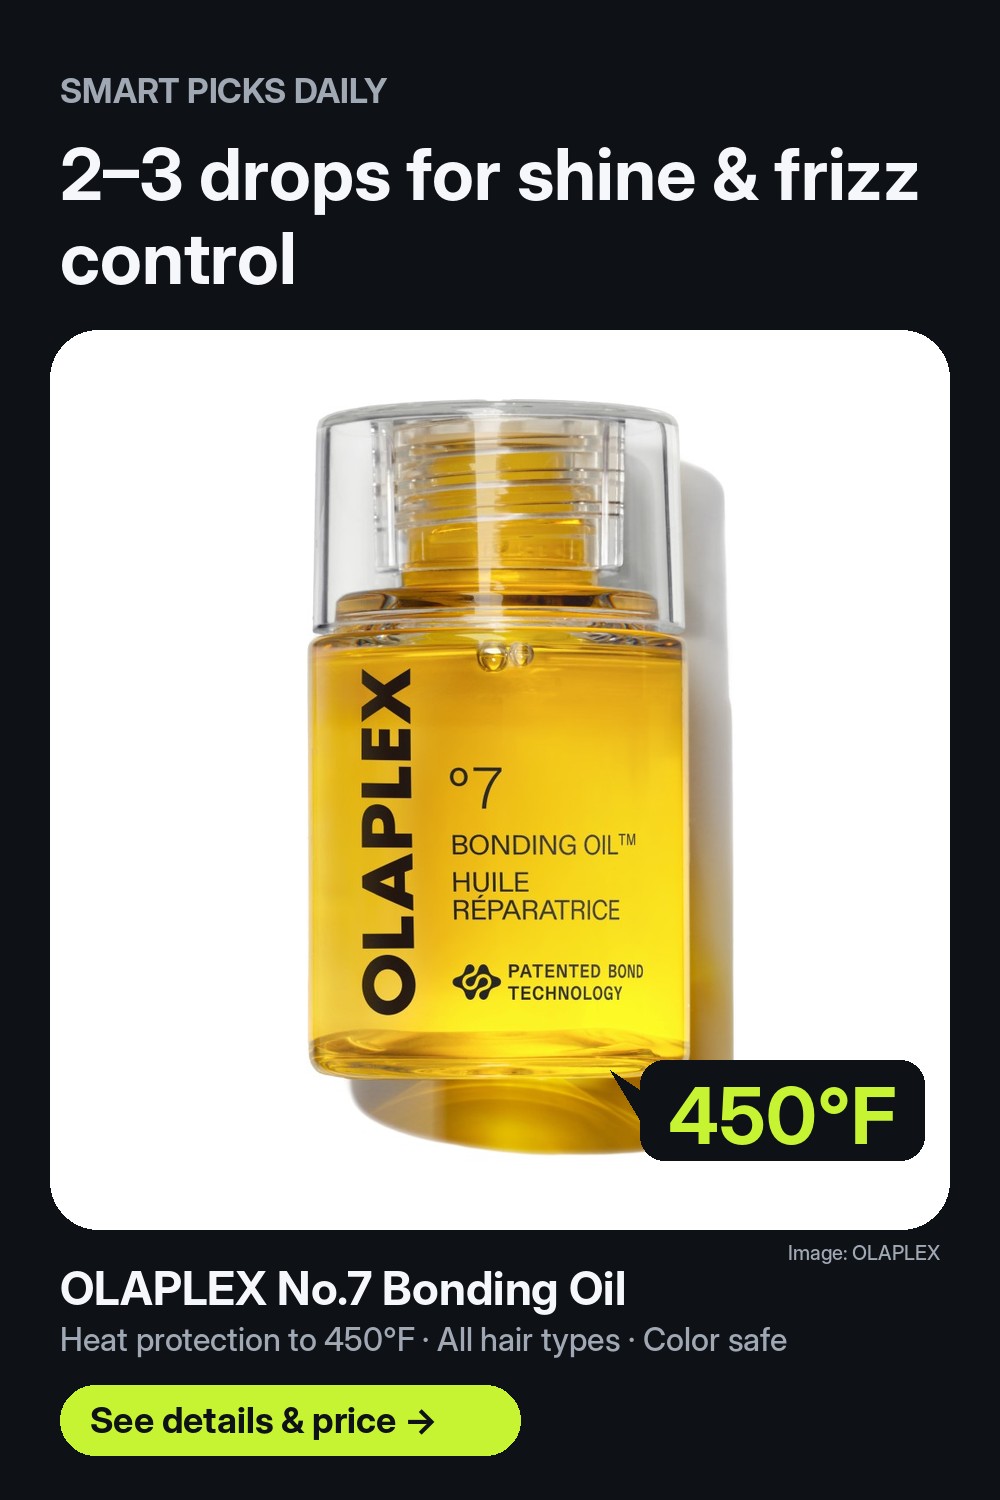 SMART PICKS DAILY
2–3 drops for shine & frizz
control
OLAPLEX
°7
BONDING OIL™
HUILE
RÉPARATRICE
PATENTED BOND
TECHNOLOGY
450°F
Image: OLAPLEX
OLAPLEX No.7 Bonding Oil
Heat protection to 450°F · All hair types · Color safe
See details & price →